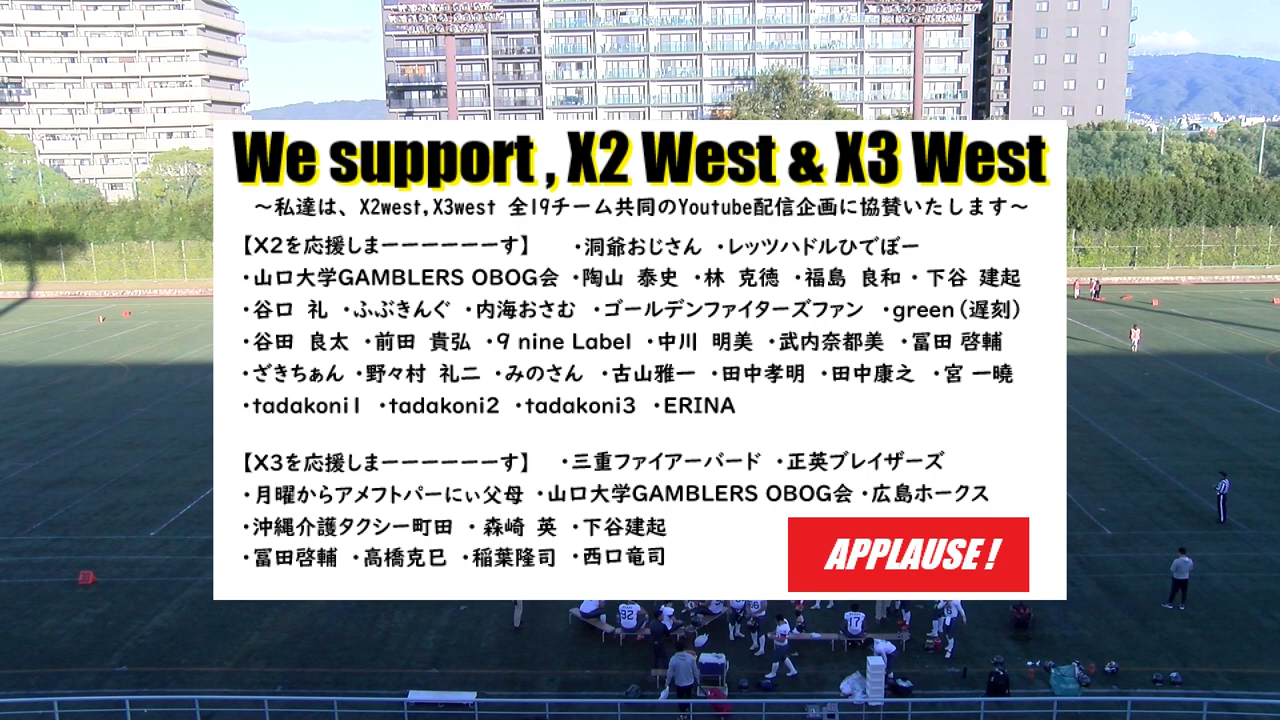 We support , X2 West & X3 West
～私達は、X2west,X3west 全19チーム共同のYoutube配信企画に協賛いたします～
【X2を応援しまーーーーーーす】 ・洞爺おじさん ・レッツハドルひでぼー
・山口大学GAMBLERS OBOG会 ・陶山 泰史 ・林 克徳 ・福島 良和 ・下谷 建起
・谷口 礼 ・ふぶきんぐ ・内海おさむ ・ゴールデンファイターズファン ・green（遅刻）
・谷田 良太 ・前田 貴弘 ・9 nine Label ・中川 明美 ・武内奈都美 ・冨田 啓輔
・ざきちぁん ・野々村 礼二 ・みのさん ・古山雅一 ・田中孝明 ・田中康之 ・宮 一曉
・tadakoni1 ・tadakoni2 ・tadakoni3 ・ERINA
【X3を応援しまーーーーーーす】 ・三重ファイアーバード ・正英ブレイザーズ
・月曜からアメフトパーにぃ父母 ・山口大学GAMBLERS OBOG会 ・広島ホークス
・沖縄介護タクシー町田 ・森崎 英 ・下谷建起
・冨田啓輔 ・高橋克巳 ・稲葉隆司 ・西口竜司
APPLAUSE!
92
17